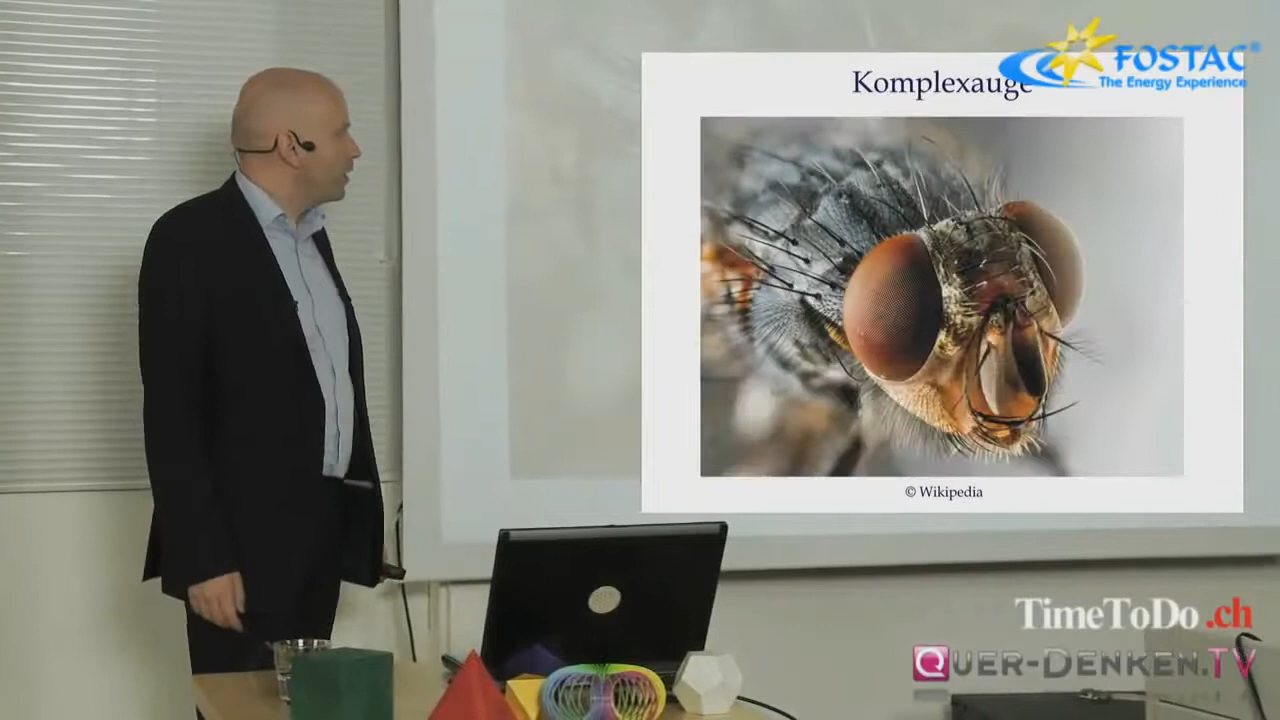 Komplexauge
FOSTAC®
The Energy Experience
© Wikipedia
TimeToDo.ch
QUER-DENKEN.TV